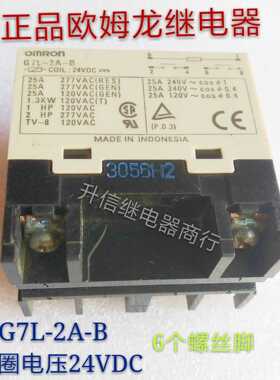 正品欧姆龙继电器
OMRON
G7L-2A-B
COIL : 24VDC
25A 277VAC(RES)
25A 277VAC(GEN)
25A 120VAC(GEN)
1.3KW 120VAC(T)
1 HP 120VAC
2 HP 277VAC
TV-8 120VAC
25A 240V~ cosφ 1
25A 240V~ cosφ 0.4
25A 120V~ cosφ 0.4
(P.0.3)
MADE IN INDONESIA
3056H2
升信继电器商行
G7L-2A-B
6个螺丝脚
圈电压24VDC